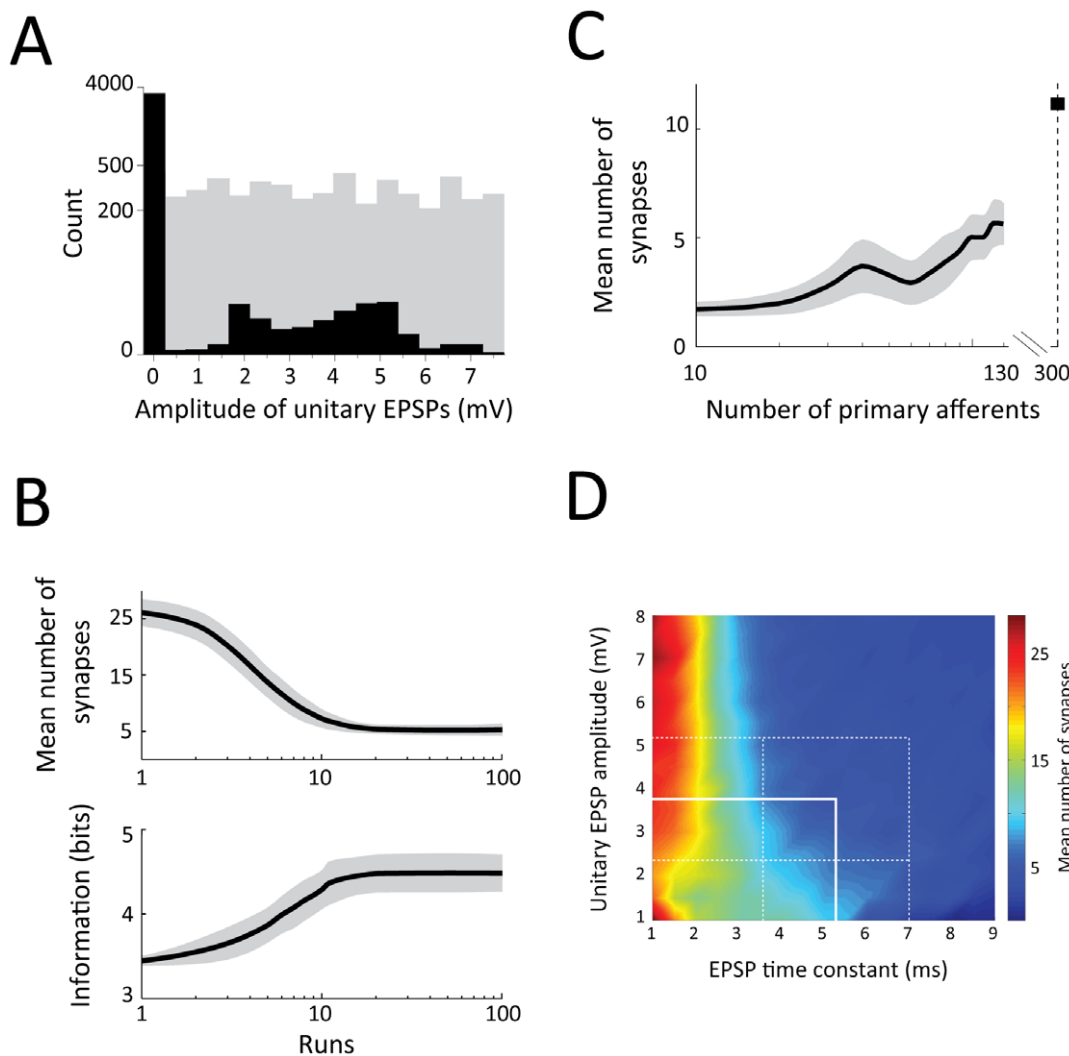 A
4000
500
200
0
Count
0 1 2 3 4 5 6 7
Amplitude of unitary EPSPs (mV)
B
Mean number of
synapses
25
15
5
1 10 100
Information (bits)
5
4
3
1 10 100
Runs
C
Mean number of
synapses
10
5
0
10 130 300
Number of primary afferents
D
Unitary EPSP amplitude (mV)
8
7
6
5
4
3
2
1
1 2 3 4 5 6 7 9
EPSP time constant (ms)
25
15
5
Mean number of synapses